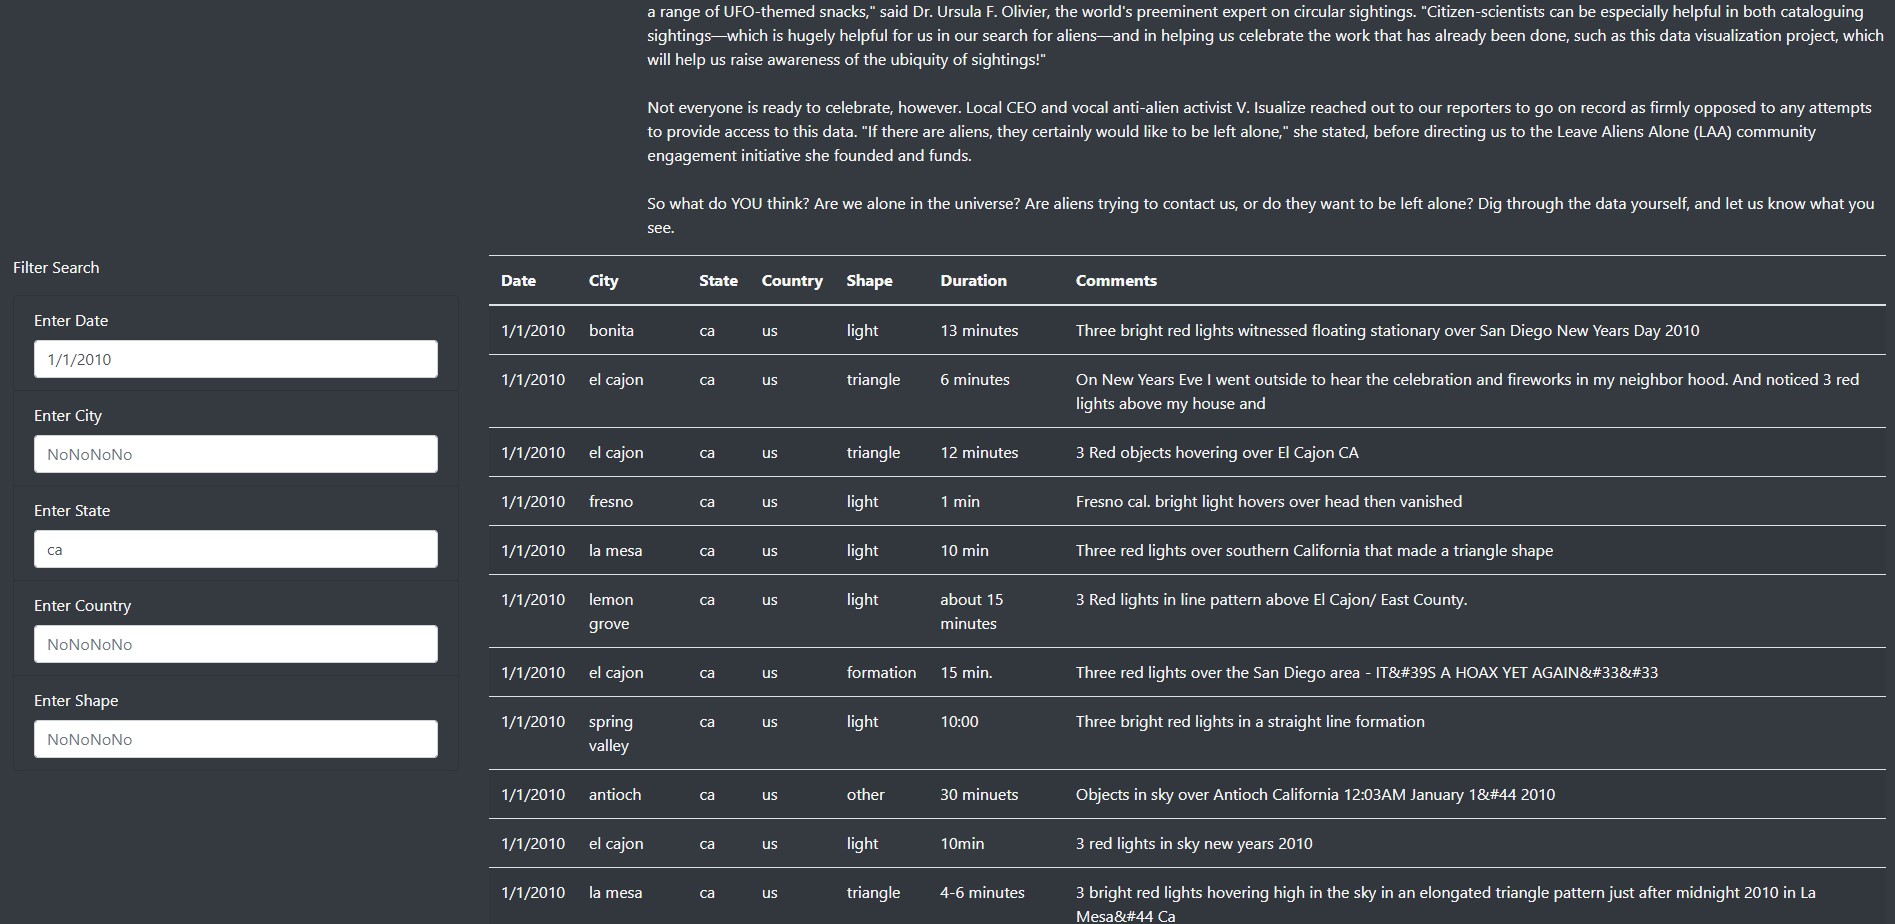 a range of UFO-themed snacks," said Dr. Ursula F. Olivier, the world's preeminent expert on circular sightings. "Citizen-scientists can be especially helpful in both cataloguing
sightings—which is hugely helpful for us in our search for aliens—and in helping us celebrate the work that has already been done, such as this data visualization project, which
will help us raise awareness of the ubiquity of sightings!"
Not everyone is ready to celebrate, however. Local CEO and vocal anti-alien activist V. Isualize reached out to our reporters to go on record as firmly opposed to any attempts
to provide access to this data. "If there are aliens, they certainly would like to be left alone," she stated, before directing us to the Leave Aliens Alone (LAA) community
engagement initiative she founded and funds.
So what do YOU think? Are we alone in the universe? Are aliens trying to contact us, or do they want to be left alone? Dig through the data yourself, and let us know what you
see.
Filter Search
Enter Date
1/1/2010
Enter City
NoNoNoNo
Enter State
ca
Enter Country
NoNoNoNo
Enter Shape
NoNoNoNo
Date City State Country Shape Duration Comments
1/1/2010 bonita ca us light 13 minutes Three bright red lights witnessed floating stationary over San Diego New Years Day 2010
1/1/2010 el cajon ca us triangle 6 minutes On New Years Eve I went outside to hear the celebration and fireworks in my neighbor hood. And noticed 3 red
lights above my house and
1/1/2010 el cajon ca us triangle 12 minutes 3 Red objects hovering over El Cajon CA
1/1/2010 fresno ca us light 1 min Fresno cal. bright light hovers over head then vanished
1/1/2010 la mesa ca us light 10 min Three red lights over southern California that made a triangle shape
1/1/2010 lemon ca us light about 15 3 Red lights in line pattern above El Cajon/ East County.
grove minutes
1/1/2010 el cajon ca us formation 15 min. Three red lights over the San Diego area - IT&#39S A HOAX YET AGAIN&#33&#33
1/1/2010 spring ca us light 10:00 Three bright red lights in a straight line formation
valley
1/1/2010 antioch ca us other 30 minuets Objects in sky over Antioch California 12:03AM January 1&#44 2010
1/1/2010 el cajon ca us light 10min 3 red lights in sky new years 2010
1/1/2010 la mesa ca us triangle 4-6 minutes 3 bright red lights hovering high in the sky in an elongated triangle pattern just after midnight 2010 in La
Mesa&#44 Ca